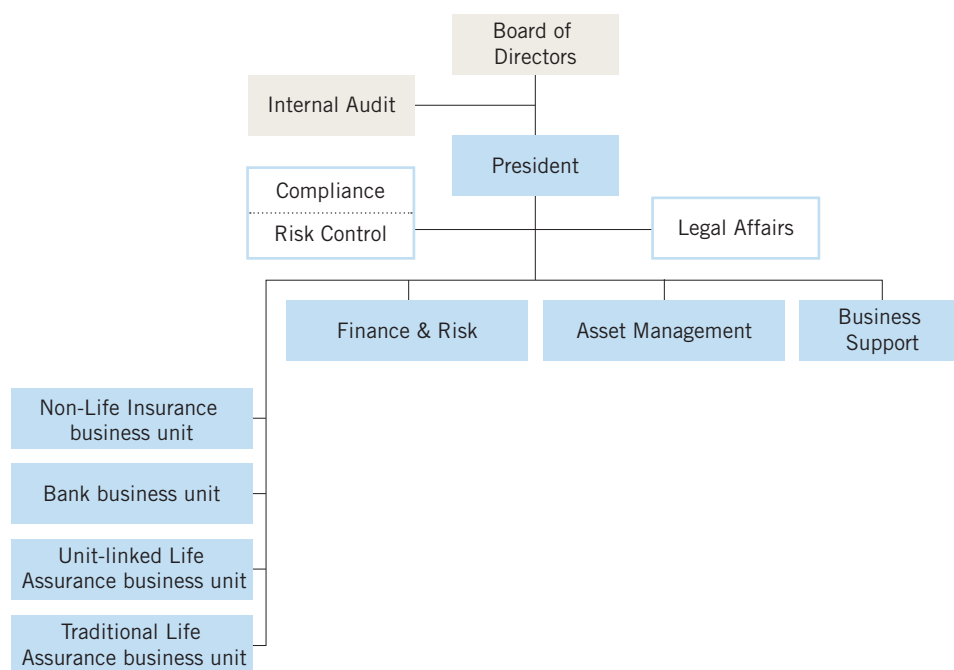 Board of
Directors
Internal Audit
President
Compliance
Risk Control
Legal Affairs
Finance & Risk
Asset Management
Business
Support
Non-Life Insurance
business unit
Bank business unit
Unit-linked Life
Assurance business unit
Traditional Life
Assurance business unit